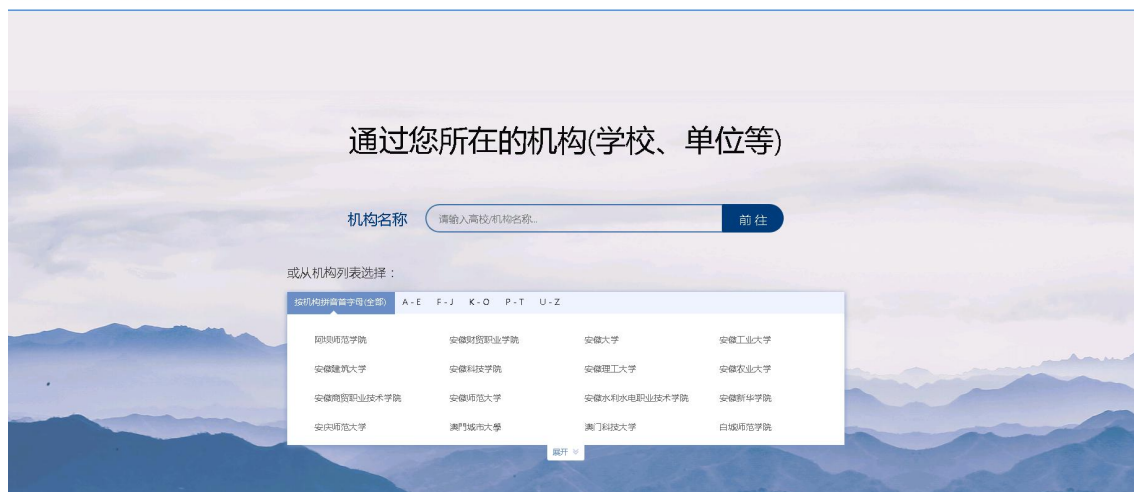 通过您所在的机构(学校、单位等)
机构名称 请输入高校/机构名称... 前往
或从机构列表选择：
按机构拼音首字母(全部) A-E F-J K-O P-T U-Z
阿坝师范学院 安徽财贸职业学院 安徽大学 安徽工业大学
安徽建筑大学 安徽科技学院 安徽理工大学 安徽农业大学
安徽商贸职业技术学院 安徽师范大学 安徽水利水电职业技术学院 安徽新华学院
安庆师范大学 澳門城市大學 澳门科技大学 白城师范学院
展开